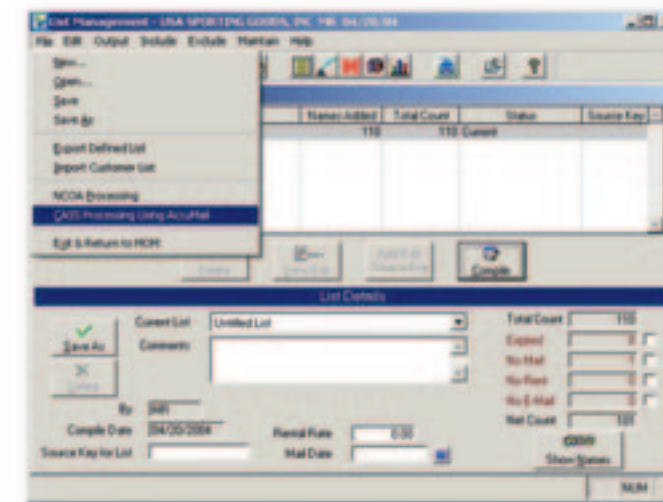 List Management - USA SPORTING GOODS, INC MR 04/20/04
File Edit Output Include Exclude Maintain Help
New...
Open...
Save
Save As
Export Defined List
Import Customer List
NCOA Processing
CASS Processing Using AccuMail
Exit & Return to MOM
Names Added Total Count Status Source Key
110 110 Current
Compile
List Details
Save As
Current List Untitled List
Comments
By MR
Compile Date 04/20/2004
Source Key for List
Rental Rate 0.00
Mail Date
Total Count 110
Expired 0
No-Mail 1
No-Rent 0
No-E-Mail 0
Net Count
Show Names
NUM